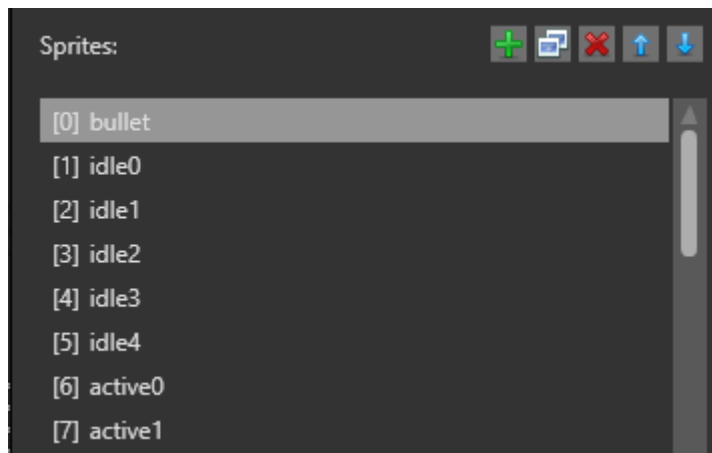 Sprites:
[0] bullet
[1] idle0
[2] idle1
[3] idle2
[4] idle3
[5] idle4
[6] active0
[7] active1